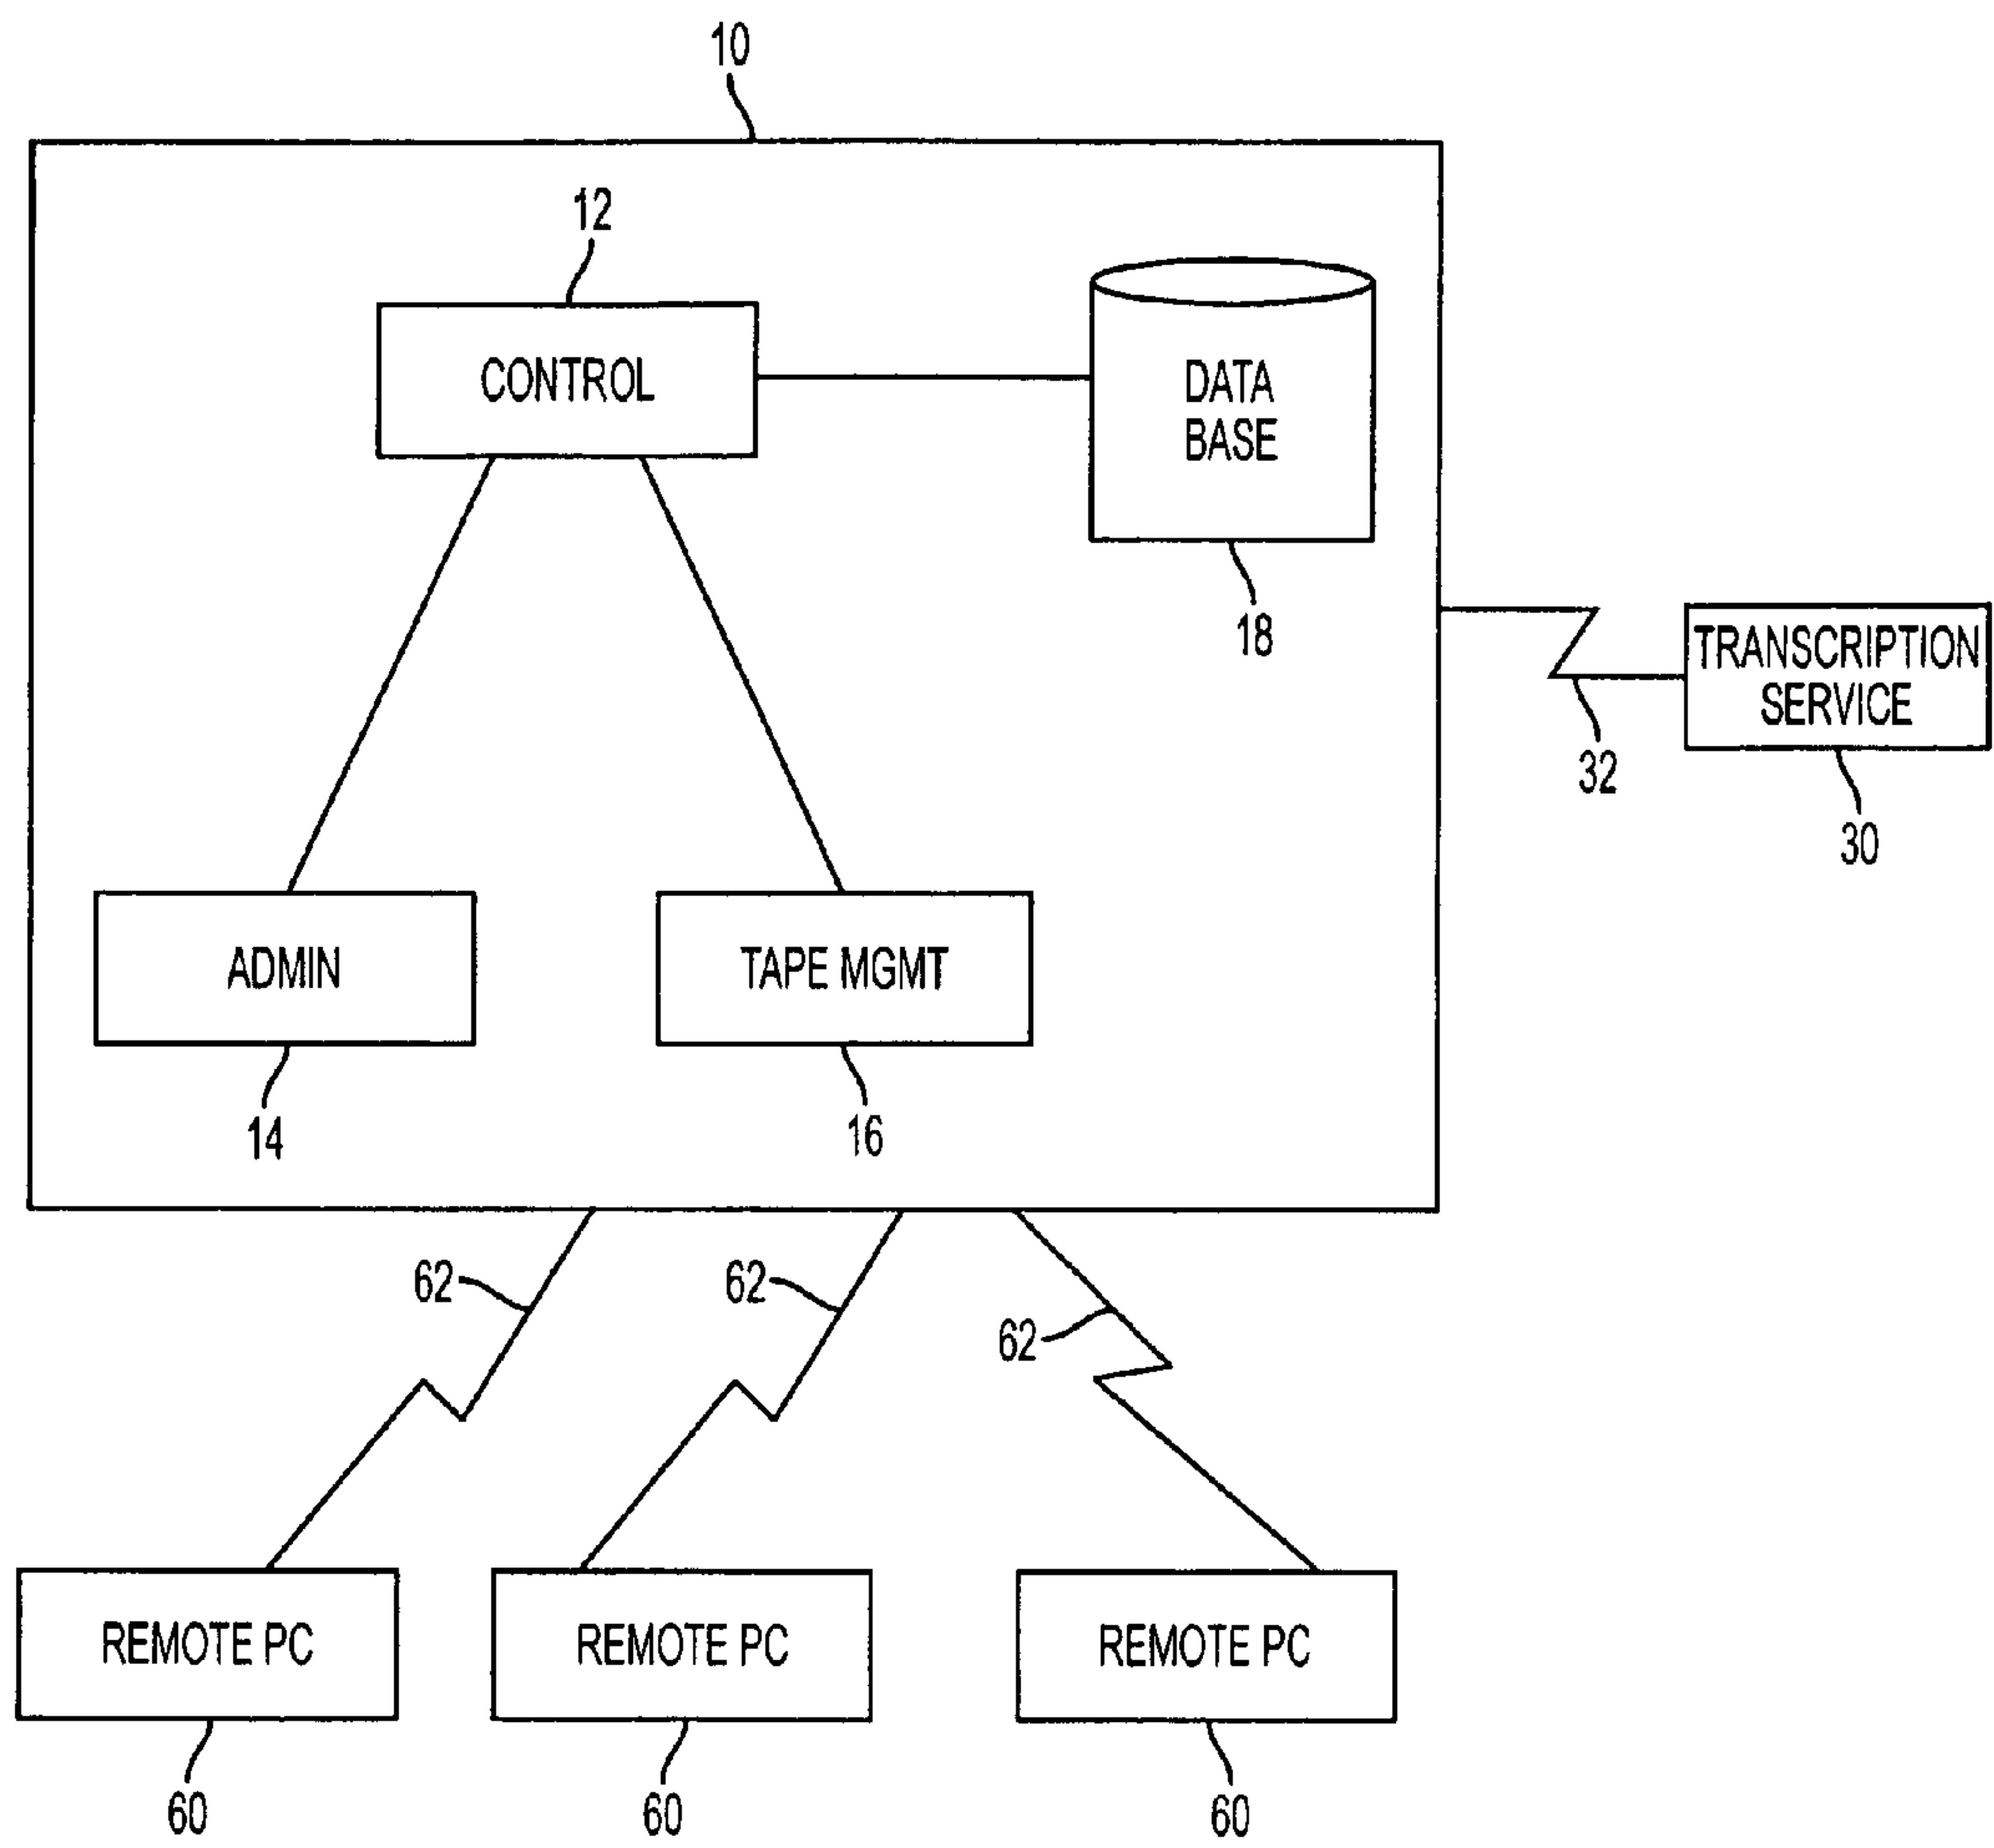 10
12
CONTROL
DATA
BASE
18
TRANSCRIPTION
SERVICE
32
30
ADMIN
TAPE MGMT
14
16
62
62
62
REMOTE PC
REMOTE PC
REMOTE PC
60
60
60